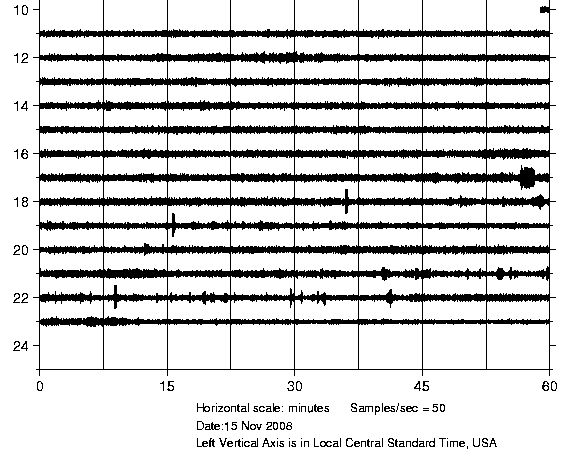 10
12
14
16
18
20
22
24
0 15 30 45 60
Horizontal scale: minutes Samples/sec = 50
Date:15 Nov 2008
Left Vertical Axis is in Local Central Standard Time, USA